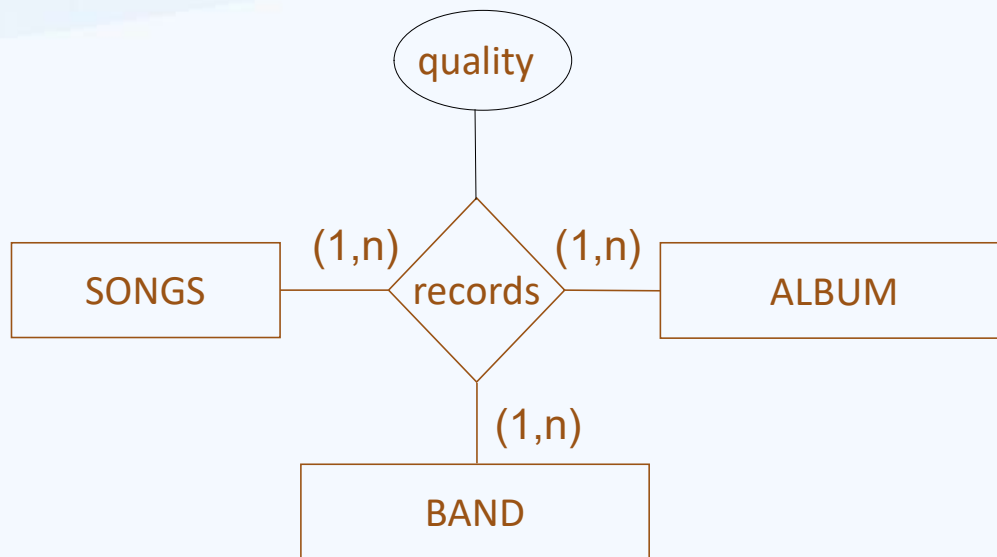 quality
(1,n)
(1,n)
SONGS
records
ALBUM
(1,n)
BAND